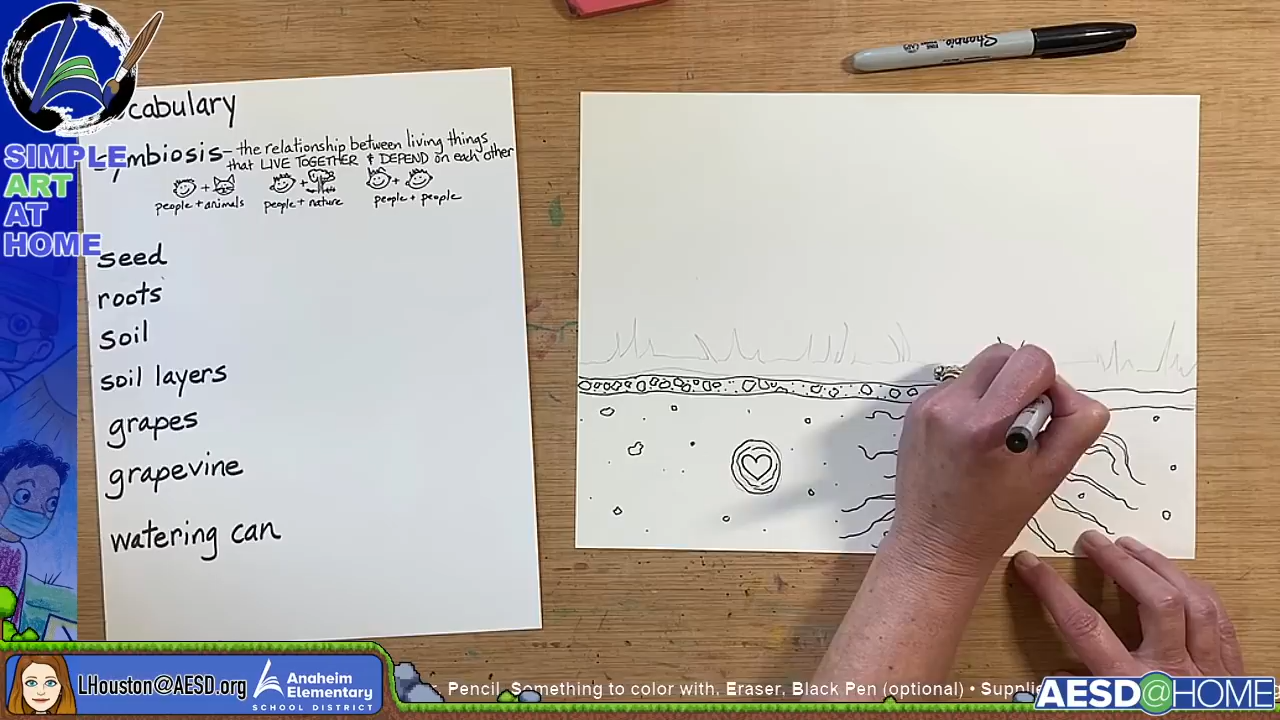 SIMPLE
ART
AT
HOME
cabulary
symbiosis - the relationship between living things
that LIVE TOGETHER & DEPEND on each other
people + animals people + nature people + people
seed
roots
soil
soil layers
grapes
grapevine
watering can
Sharpie
LHouston@AESD.org
Anaheim
Elementary
SCHOOL DISTRICT
Pencil, Something to color with, Eraser, Black Pen (optional) • Supplie
AESD@HOME